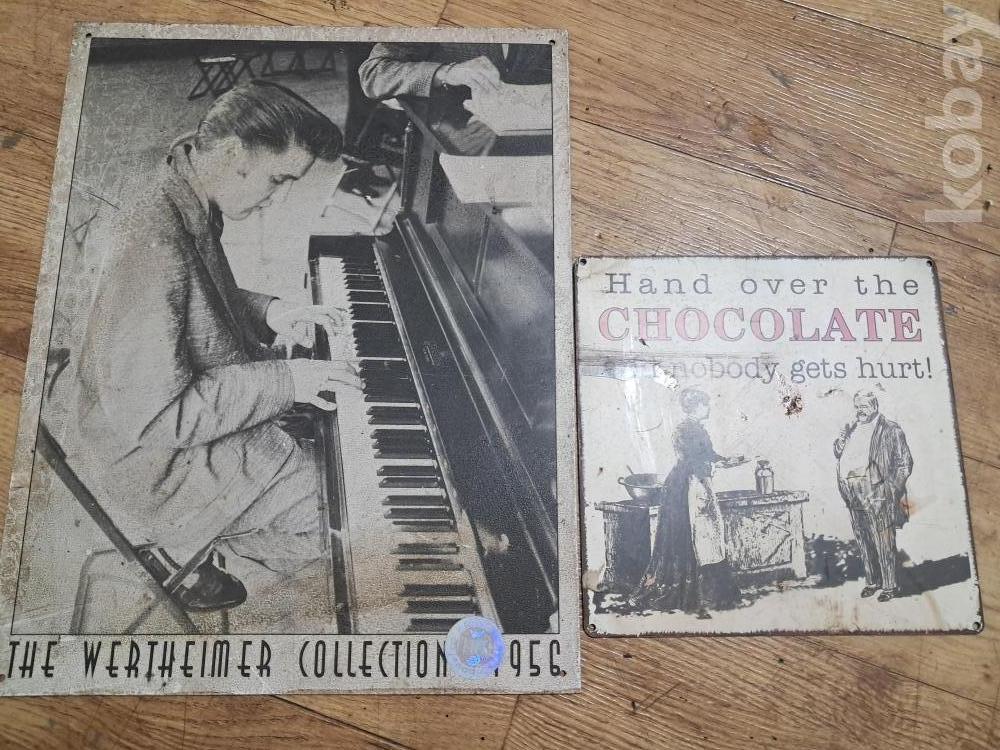 THE WERTHEIMER COLLECTION 1956
Hand over the
CHOCOLATE
nobody gets hurt!
kobay